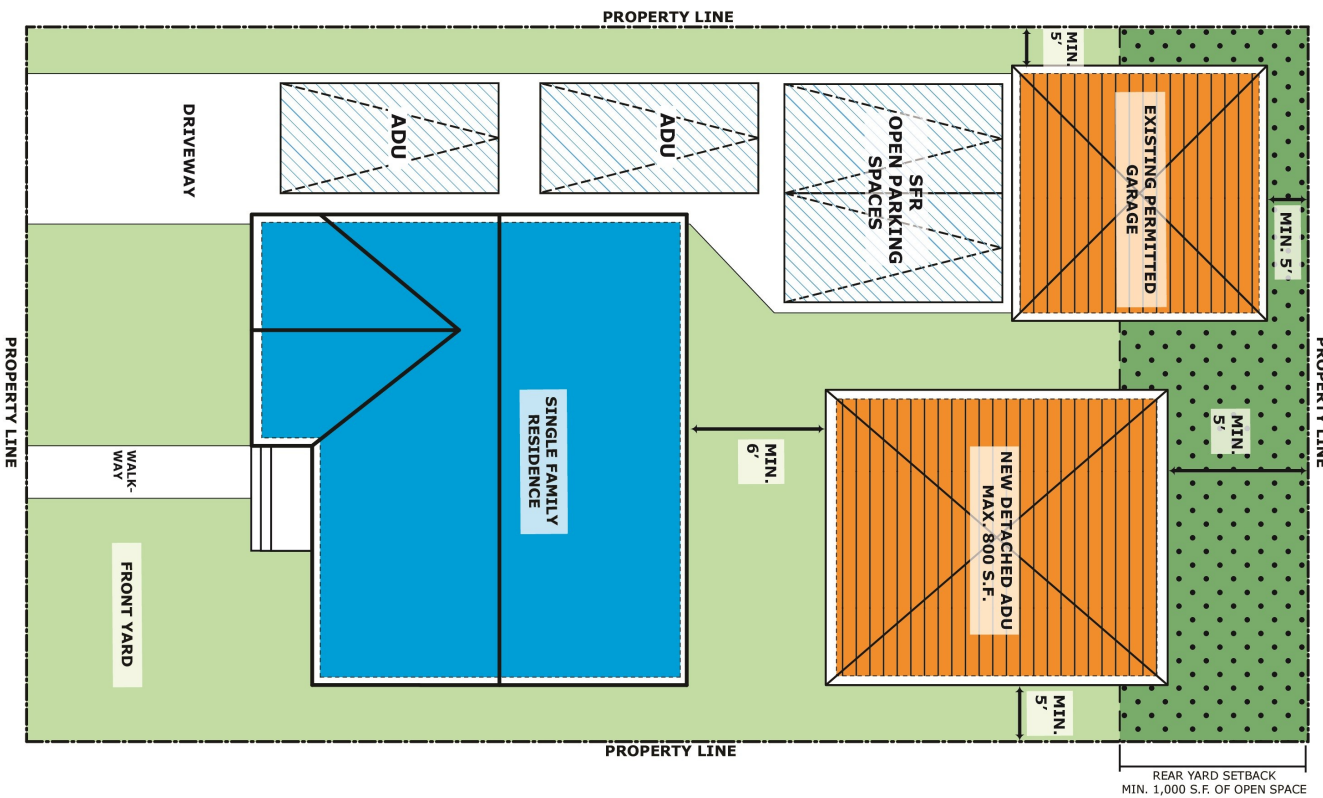 PROPERTY LINE
MIN.
5'
DRIVEWAY
ADU
ADU
SFR
OPEN PARKING
SPACES
EXISTING PERMITTED
GARAGE
MIN. 5'
PROPERTY LINE
PROPERTY LINE
SINGLE FAMILY
RESIDENCE
MIN.
6'
MIN.
5'
WALK-
WAY
NEW DETACHED ADU
MAX. 800 S.F.
FRONT YARD
MIN.
5'
PROPERTY LINE
REAR YARD SETBACK
MIN. 1,000 S.F. OF OPEN SPACE